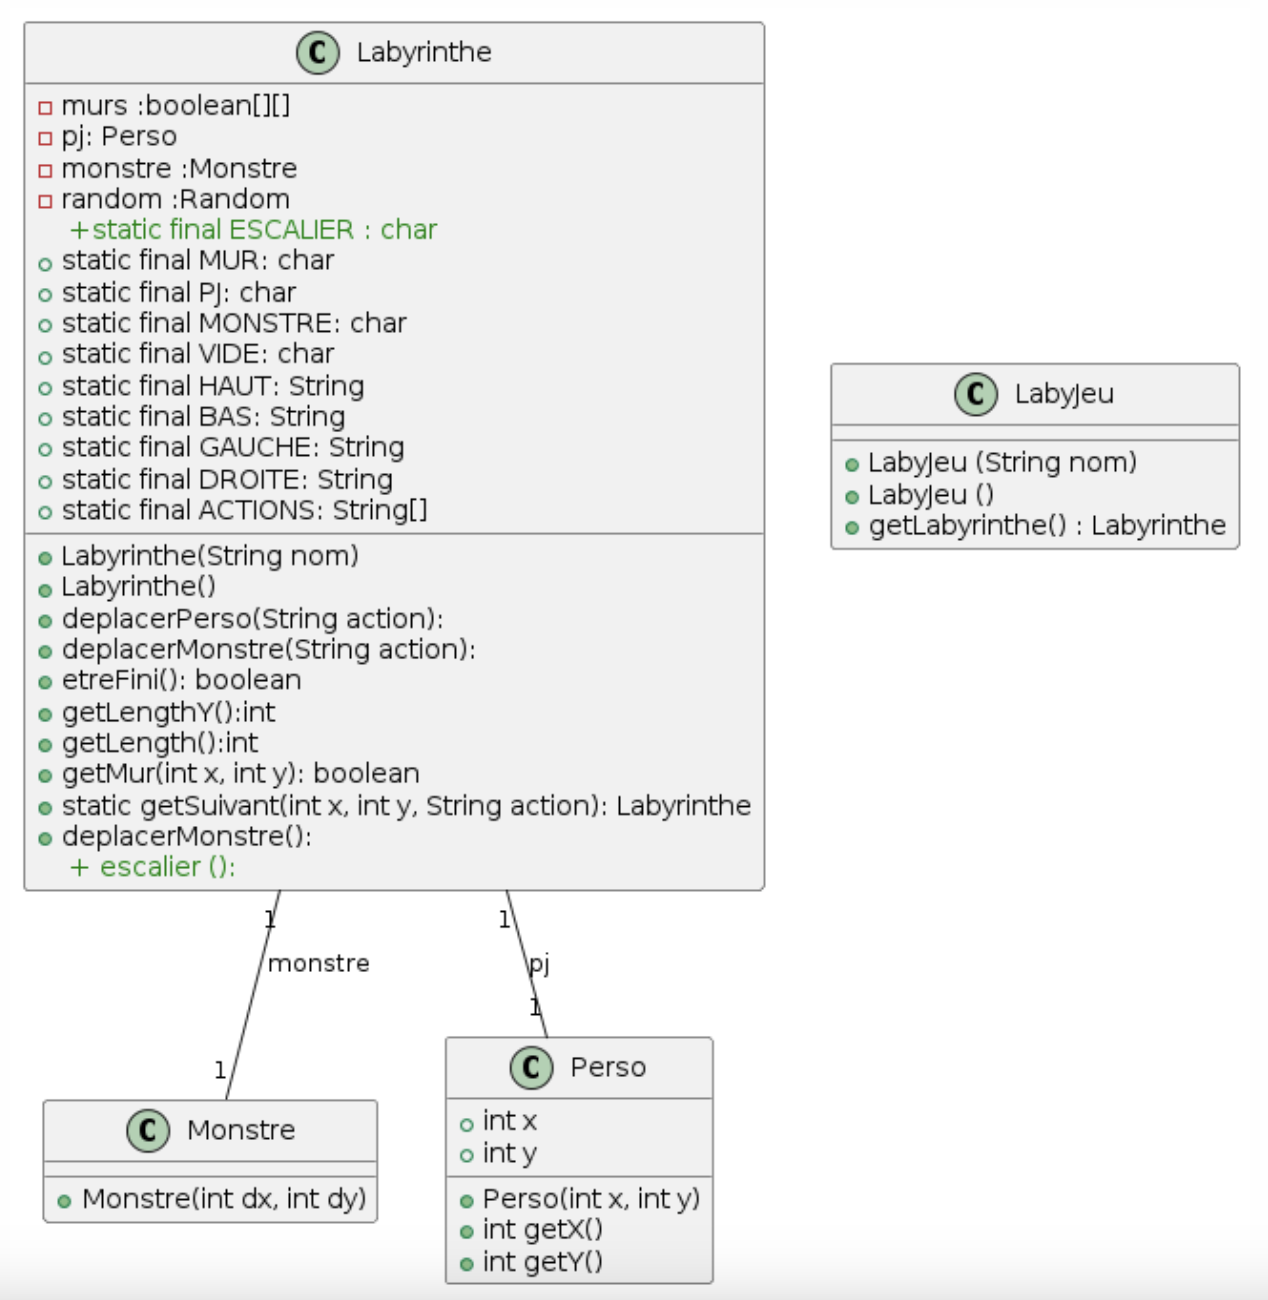 C Labyrinthe
murs :boolean[][]
pj: Perso
monstre :Monstre
random :Random
+static final ESCALIER : char
static final MUR: char
static final PJ: char
static final MONSTRE: char
static final VIDE: char
static final HAUT: String
static final BAS: String
static final GAUCHE: String
static final DROITE: String
static final ACTIONS: String[]
Labyrinthe(String nom)
Labyrinthe()
deplacerPerso(String action):
deplacerMonstre(String action):
etreFini(): boolean
getLengthY():int
getLength():int
getMur(int x, int y): boolean
static getSuivant(int x, int y, String action): Labyrinthe
deplacerMonstre():
+ escalier ():
C LabyJeu
LabyJeu (String nom)
LabyJeu ()
getLabyrinthe() : Labyrinthe
1
monstre
1
1
pj
1
C Monstre
Monstre(int dx, int dy)
C Perso
int x
int y
Perso(int x, int y)
int getX()
int getY()